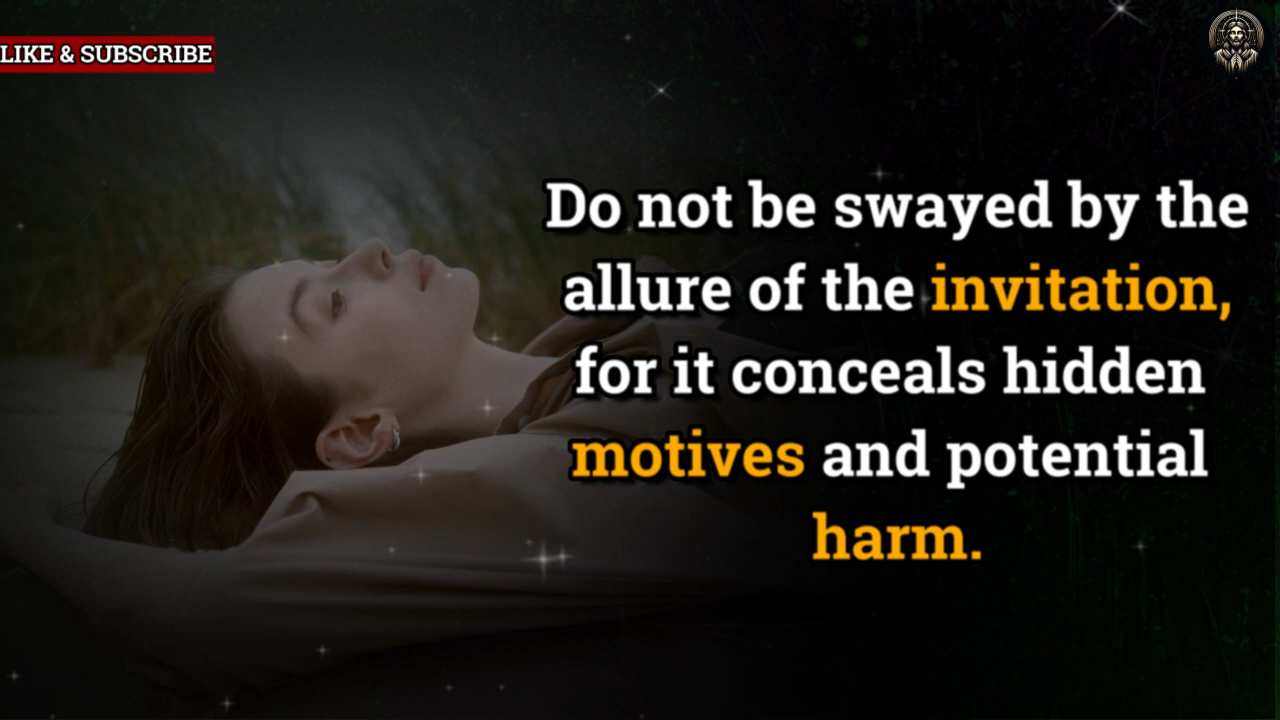 LIKE & SUBSCRIBE
Do not be swayed by the
allure of the invitation,
for it conceals hidden
motives and potential
harm.